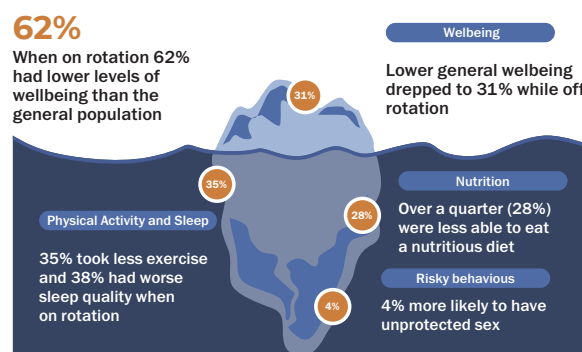 62%
When on rotation 62%
had lower levels of
wellbeing than the
general population
Welbeing
Lower general welbeing
drepped to 31% while off
rotation
31%
35%
Physical Activity and Sleep
35% took less exercise
and 38% had worse
sleep quality when
on rotation
28%
Nutrition
Over a quarter (28%)
were less able to eat
a nutritious diet
Risky behavious
4% more likely to have
unprotected sex
4%